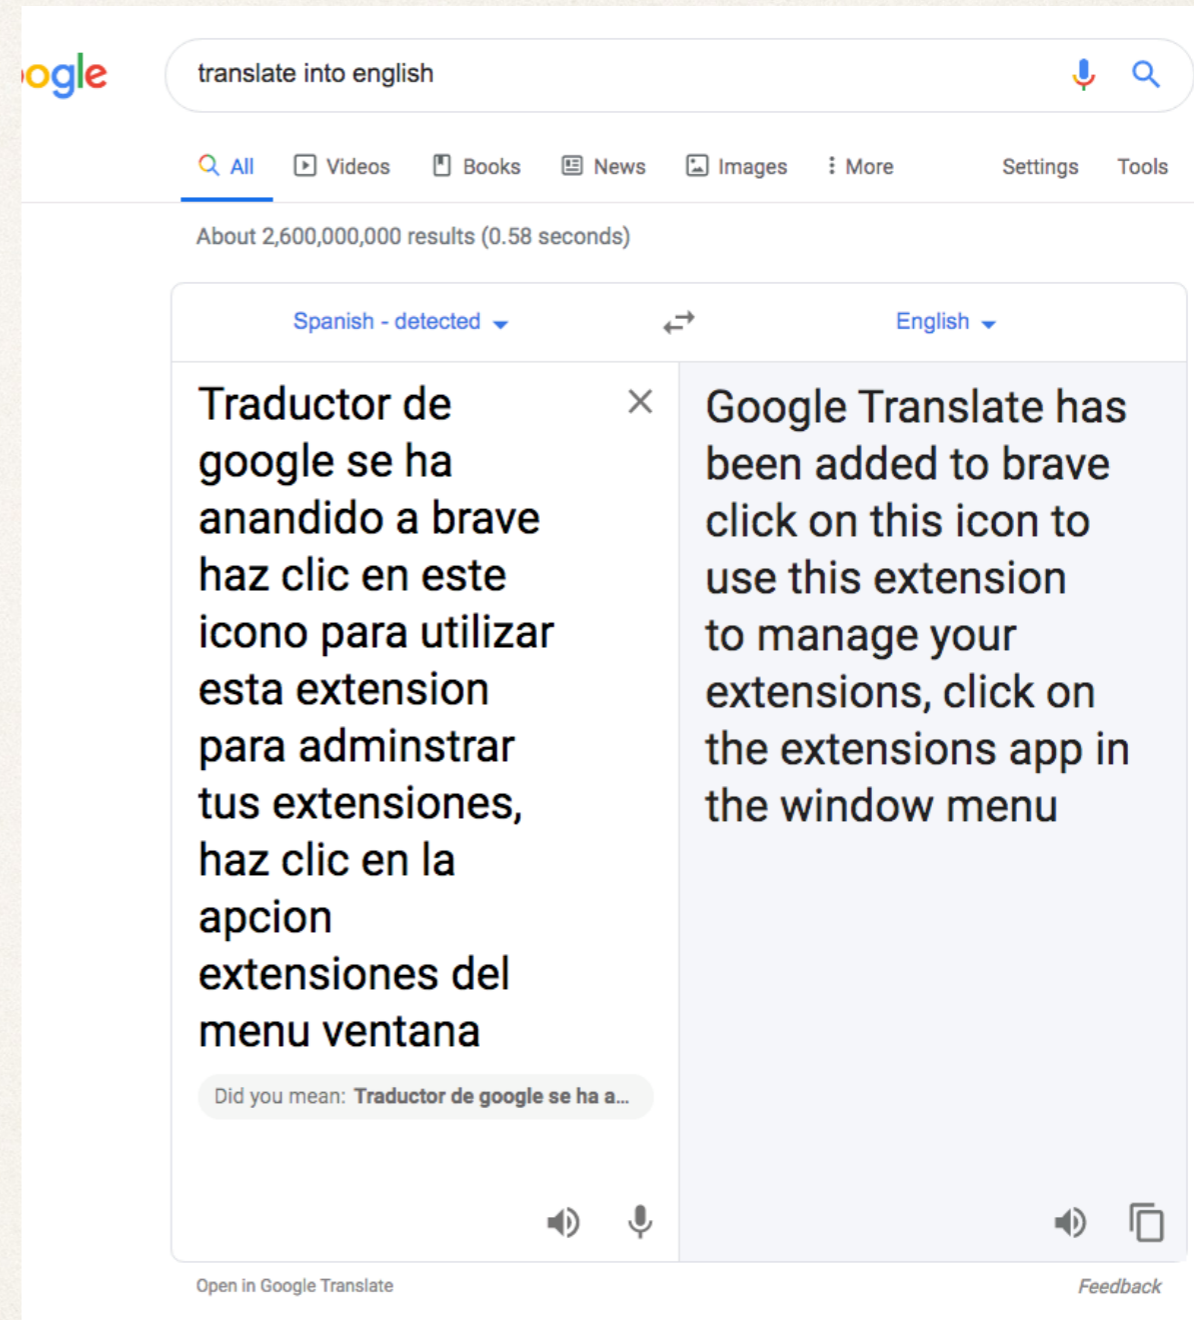 ogle
translate into english
All Videos Books News Images More Settings Tools
About 2,600,000,000 results (0.58 seconds)
Spanish - detected English
Traductor de
google se ha
anandido a brave
haz clic en este
icono para utilizar
esta extension
para adminstrar
tus extensiones,
haz clic en la
apcion
extensiones del
menu ventana
Did you mean: Traductor de google se ha a...
Google Translate has
been added to brave
click on this icon to
use this extension
to manage your
extensions, click on
the extensions app in
the window menu
Open in Google Translate Feedback